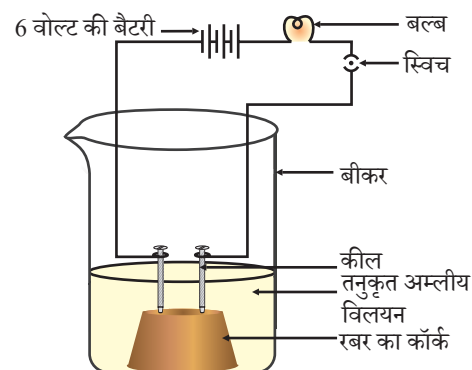 6 वोल्ट की बैटरी
बल्ब
स्विच
बीकर
कील
तनुकृत अम्लीय
विलयन
रबर का कॉर्क